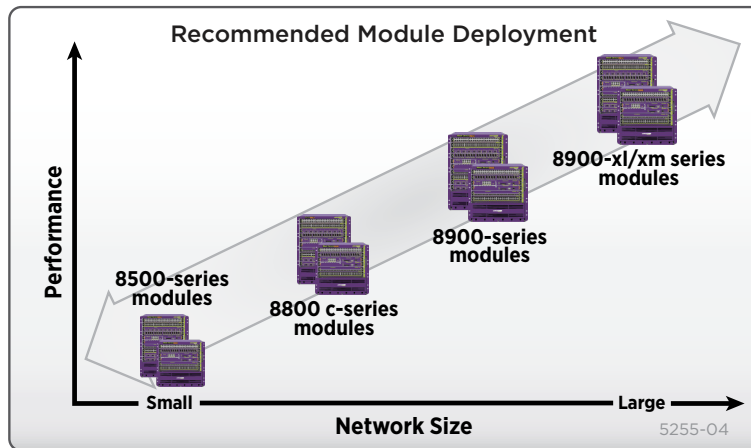 Recommended Module Deployment
Performance
8900-xl/xm series
modules
8900-series
modules
8500-series
modules
8800 c-series
modules
Small
Large
Network Size
5255-04